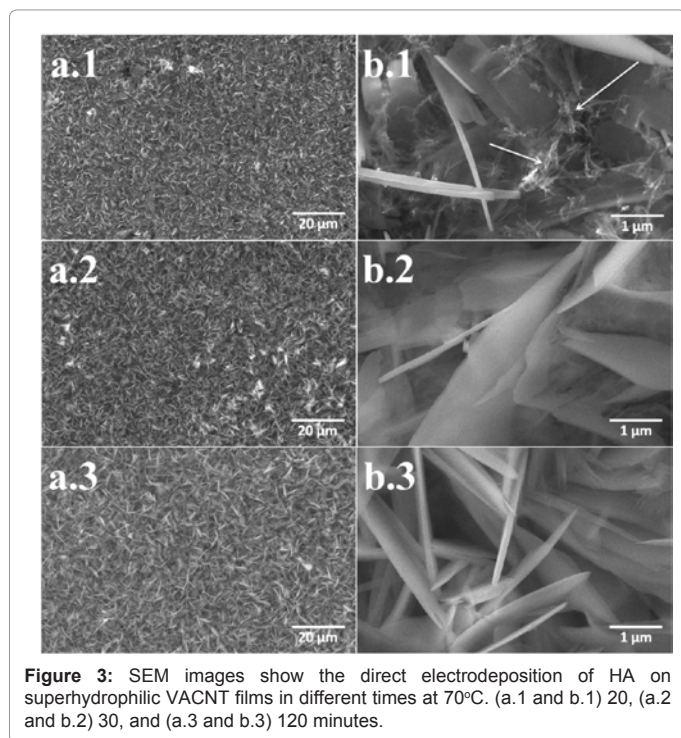 a.1
20 µm
b.1
1 µm
a.2
20 µm
b.2
1 µm
a.3
20 µm
b.3
1 µm
Figure 3: SEM images show the direct electrodeposition of HA on
superhydrophilic VACNT films in different times at 70ºC. (a.1 and b.1) 20, (a.2
and b.2) 30, and (a.3 and b.3) 120 minutes.